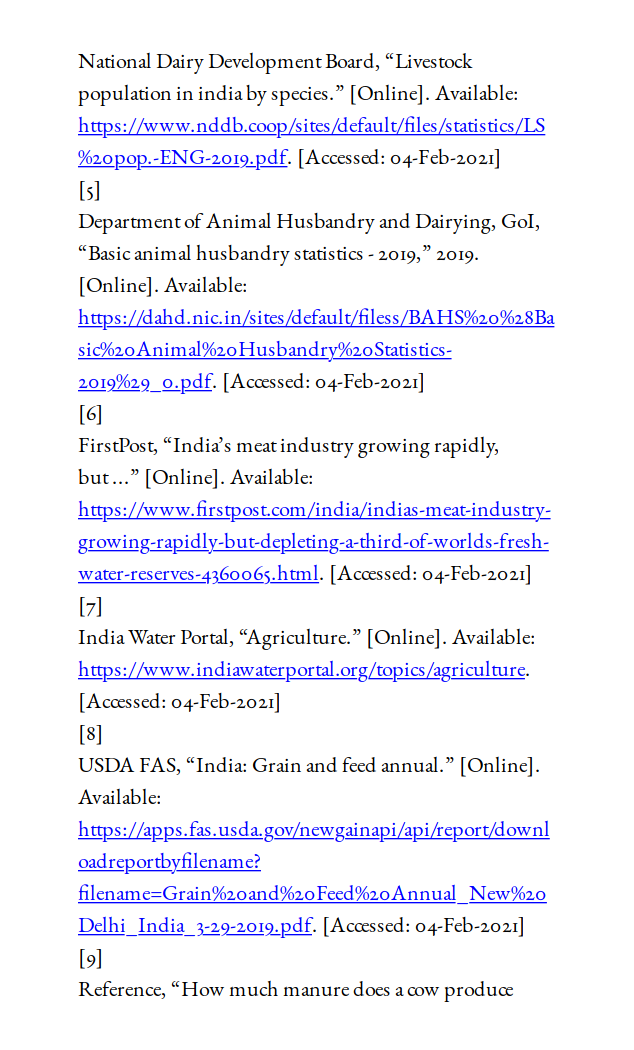 National Dairy Development Board, “Livestock
population in india by species.” [Online]. Available:
https://www.nddb.coop/sites/default/files/statistics/LS
%20pop.-ENG-2019.pdf. [Accessed: 04-Feb-2021]
[5]
Department of Animal Husbandry and Dairying, GoI,
“Basic animal husbandry statistics - 2019,” 2019.
[Online]. Available:
https://dahd.nic.in/sites/default/filess/BAHS%20%28Ba
sic%20Animal%20Husbandry%20Statistics-
2019%29_0.pdf. [Accessed: 04-Feb-2021]
[6]
FirstPost, “India’s meat industry growing rapidly,
but ...” [Online]. Available:
https://www.firstpost.com/india/indias-meat-industry-
growing-rapidly-but-depleting-a-third-of-worlds-fresh-
water-reserves-4360065.html. [Accessed: 04-Feb-2021]
[7]
India Water Portal, “Agriculture.” [Online]. Available:
https://www.indiawaterportal.org/topics/agriculture.
[Accessed: 04-Feb-2021]
[8]
USDA FAS, “India: Grain and feed annual.” [Online].
Available:
https://apps.fas.usda.gov/newgainapi/api/report/downl
oadreportbyfilename?
filename=Grain%20and%20Feed%20Annual_New%20
Delhi_India_3-29-2019.pdf. [Accessed: 04-Feb-2021]
[9]
Reference, “How much manure does a cow produce